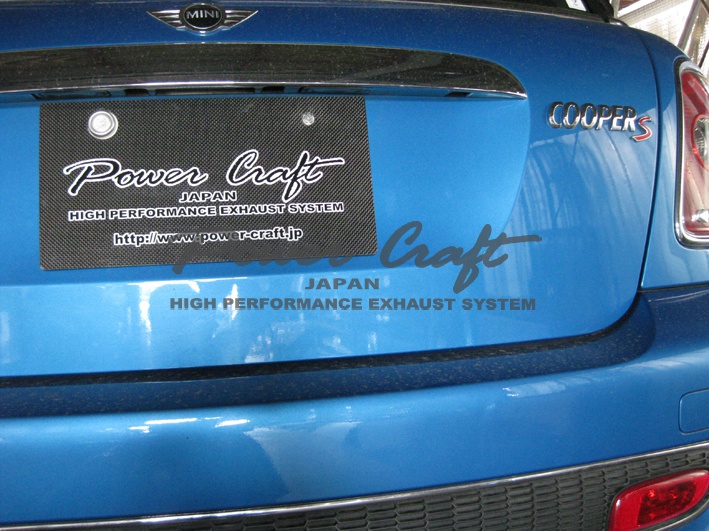 MINI
COOPER S
Power Craft
JAPAN
HIGH PERFORMANCE EXHAUST SYSTEM
http://www.power-craft.jp
Power Craft
JAPAN
HIGH PERFORMANCE EXHAUST SYSTEM